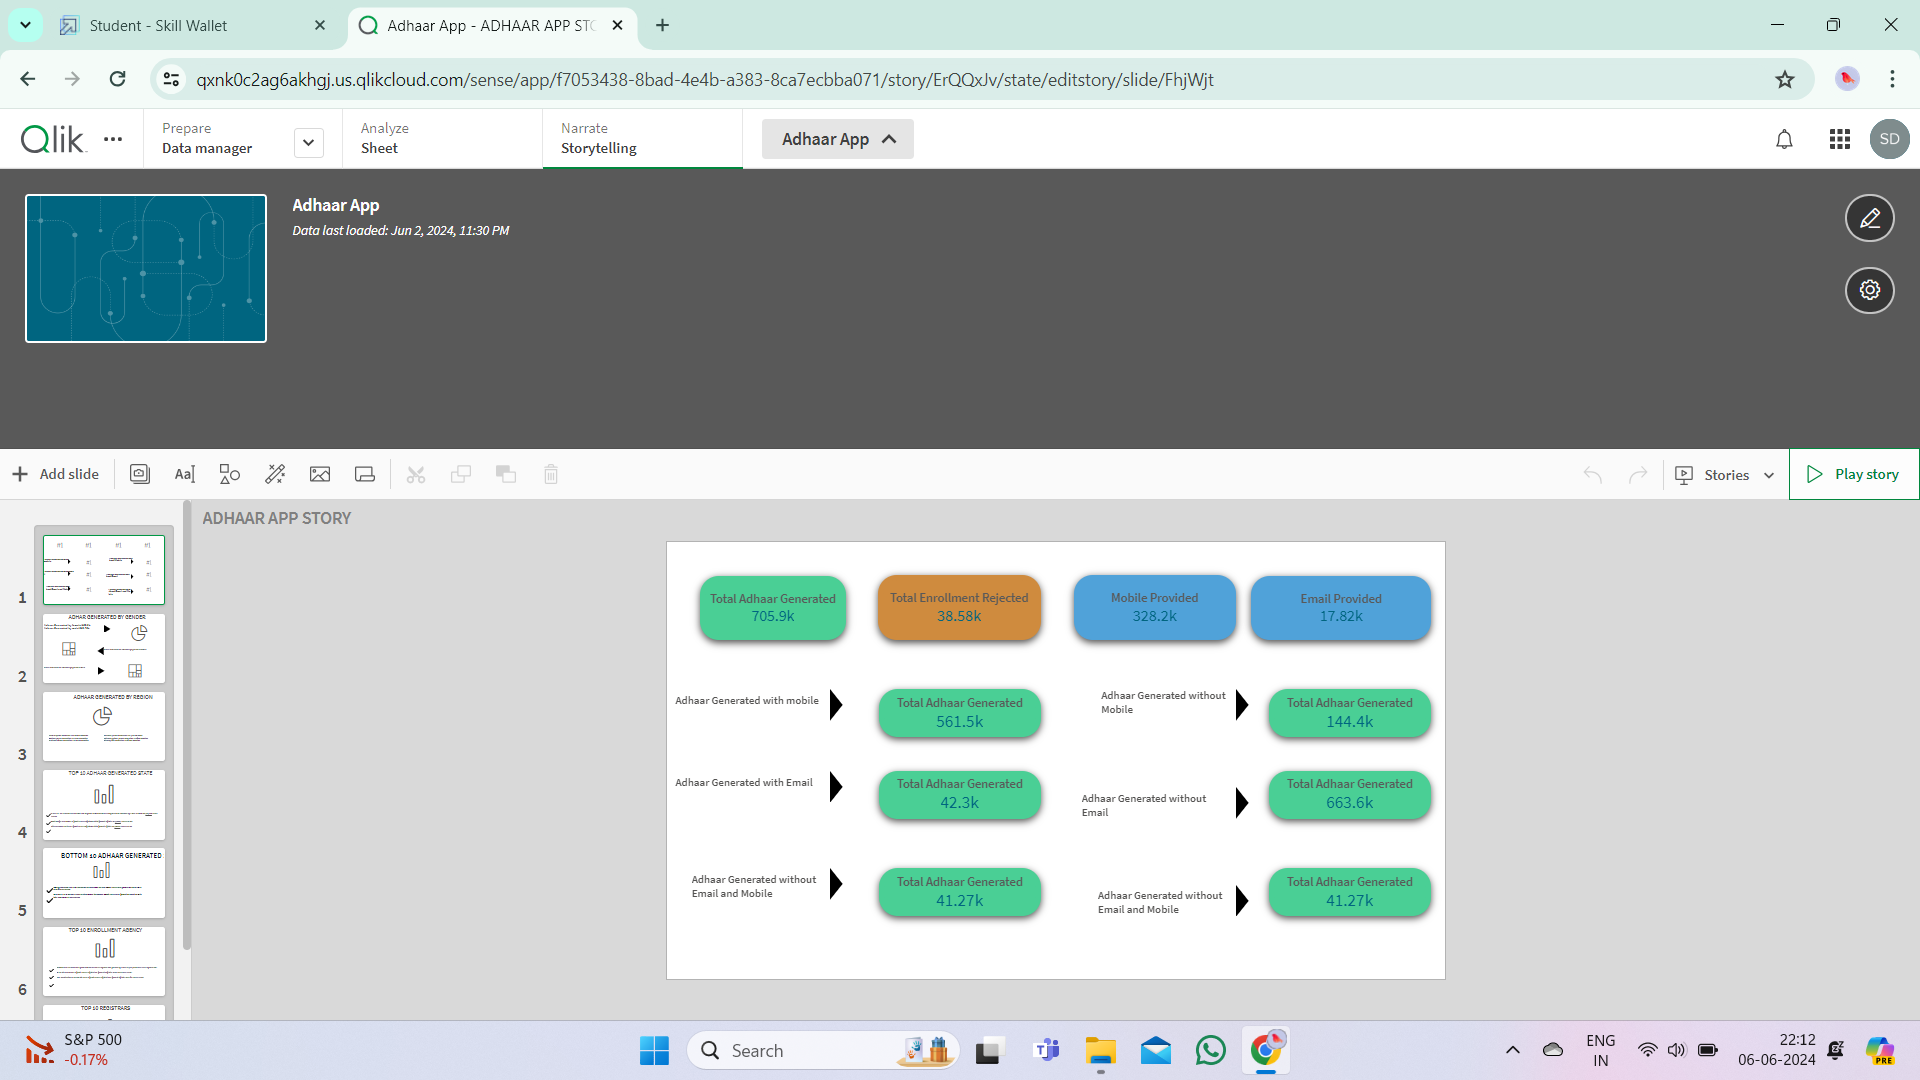 Student - Skill Wallet
Adhaar App - ADHAAR APP STO
qxnk0c2ag6akhgj.us.qlikcloud.com/sense/app/f7053438-8bad-4e4b-a383-8ca7ecbba071/story/ErQQxJv/state/editstory/slide/FhjWjt
Qlik
Prepare
Data manager
Analyze
Sheet
Narrate
Storytelling
Adhaar App
SD
Adhaar App
Data last loaded: Jun 2, 2024, 11:30 PM
Add slide
Stories
Play story
ADHAAR APP STORY
1
2
ADHAR GENERATED BY GENDER
3
ADHAAR GENERATED BY REGION
4
TOP 10 ADHAAR GENERATED STATE
5
BOTTOM 10 ADHAAR GENERATED
6
TOP 10 ENROLLMENT AGENCY
TOP 10 REGISTRARS
Total Adhaar Generated
705.9k
Total Enrollment Rejected
38.58k
Mobile Provided
328.2k
Email Provided
17.82k
Adhaar Generated with mobile
Total Adhaar Generated
561.5k
Adhaar Generated without
Mobile
Total Adhaar Generated
144.4k
Adhaar Generated with Email
Total Adhaar Generated
42.3k
Adhaar Generated without
Email
Total Adhaar Generated
663.6k
Adhaar Generated without
Email and Mobile
Total Adhaar Generated
41.27k
Adhaar Generated without
Email and Mobile
Total Adhaar Generated
41.27k
S&P 500
-0.17%
Search
ENG
IN
22:12
06-06-2024
PRE